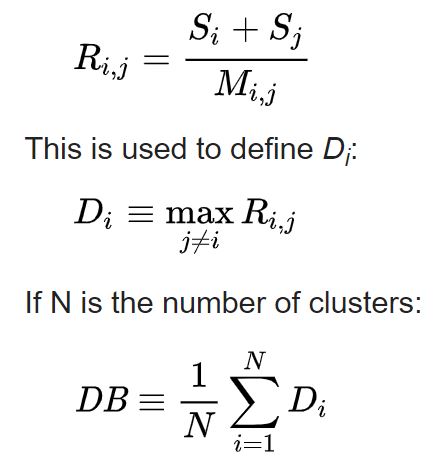 R_{i,j} = \frac{S_i + S_j}{M_{i,j}}
This is used to define D_i:
D_i \equiv \max_{j \neq i} R_{i,j}
If N is the number of clusters:
DB \equiv \frac{1}{N} \sum_{i=1}^{N} D_i